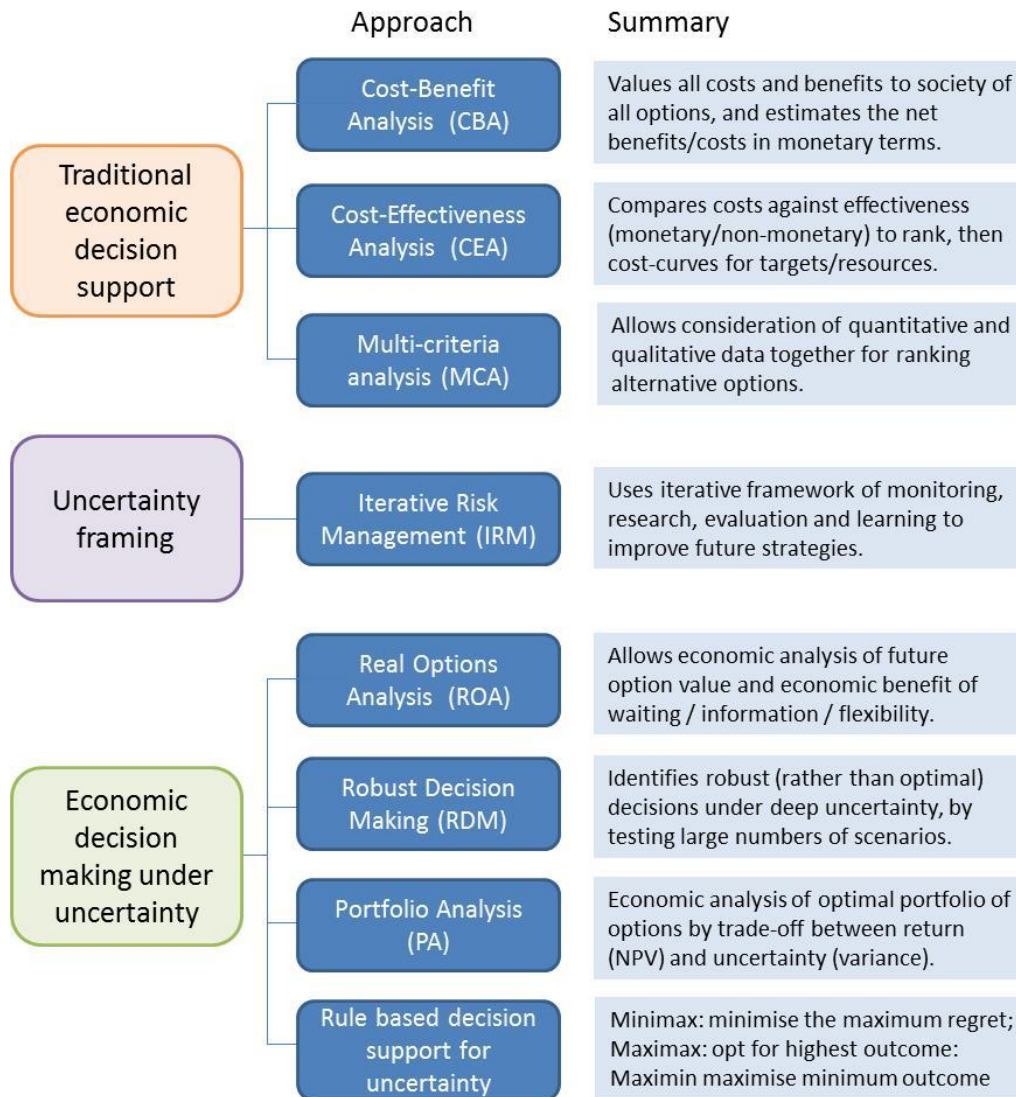 Approach
Summary
Traditional
economic
decision
support
Cost-Benefit
Analysis (CBA)
Values all costs and benefits to society of
all options, and estimates the net
benefits/costs in monetary terms.
Cost-Effectiveness
Analysis (CEA)
Compares costs against effectiveness
(monetary/non-monetary) to rank, then
cost-curves for targets/resources.
Multi-criteria
analysis (MCA)
Allows consideration of quantitative and
qualitative data together for ranking
alternative options.
Uncertainty
framing
Iterative Risk
Management (IRM)
Uses iterative framework of monitoring,
research, evaluation and learning to
improve future strategies.
Economic
decision
making under
uncertainty
Real Options
Analysis (ROA)
Allows economic analysis of future
option value and economic benefit of
waiting / information / flexibility.
Robust Decision
Making (RDM)
Identifies robust (rather than optimal)
decisions under deep uncertainty, by
testing large numbers of scenarios.
Portfolio Analysis
(PA)
Economic analysis of optimal portfolio of
options by trade-off between return
(NPV) and uncertainty (variance).
Rule based decision
support for
uncertainty
Minimax: minimise the maximum regret;
Maximax: opt for highest outcome:
Maximin maximise minimum outcome